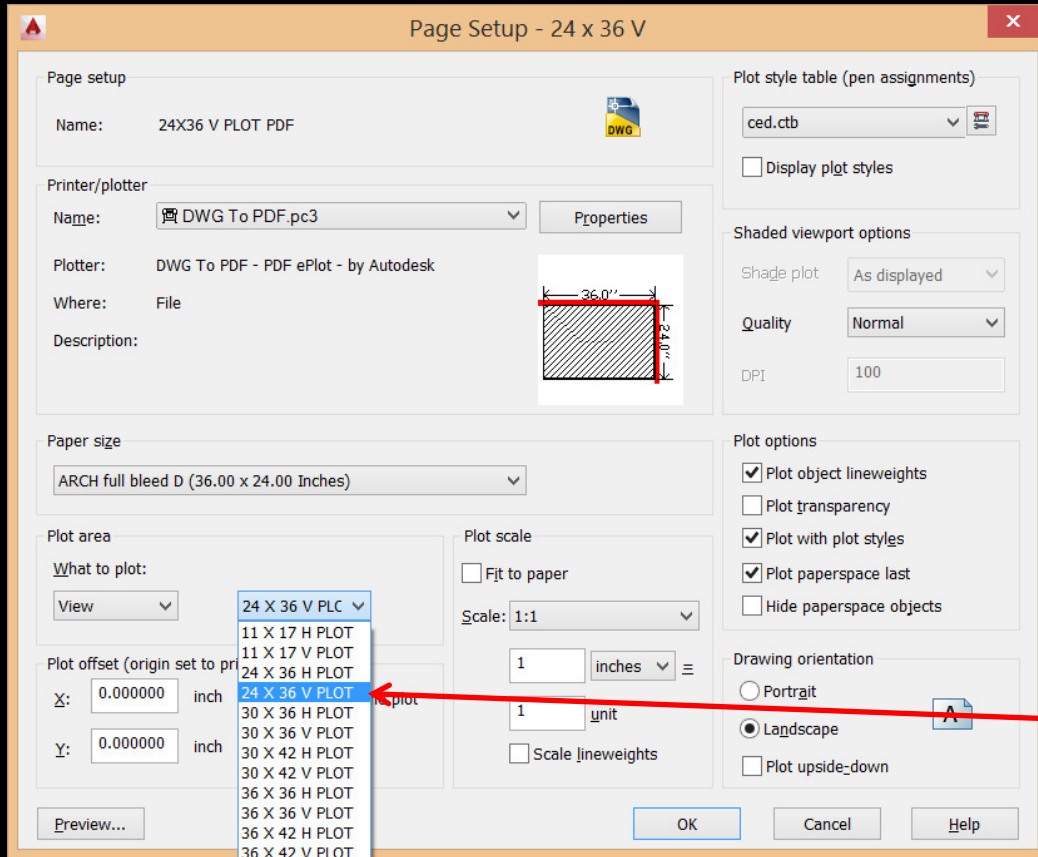 Page Setup - 24 x 36 V
Page setup
Name: 24X36 V PLOT PDF
DWG
Printer/plotter
Name: DWG To PDF.pc3 Properties
Plotter: DWG To PDF - PDF ePlot - by Autodesk
Where: File
Description:
36.0''
24.0''
Paper size
ARCH full bleed D (36.00 x 24.00 Inches)
Plot area
What to plot:
View 24 X 36 V PLC
11 X 17 H PLOT
11 X 17 V PLOT
24 X 36 H PLOT
24 X 36 V PLOT
30 X 36 H PLOT
30 X 36 V PLOT
30 X 42 H PLOT
30 X 42 V PLOT
36 X 36 H PLOT
36 X 36 V PLOT
36 X 42 H PLOT
36 X 42 V PLOT
Plot offset (origin set to pri
X: 0.000000 inch plot
Y: 0.000000 inch
Preview...
Plot scale
Fit to paper
Scale: 1:1
1 inches =
1 unit
Scale lineweights
Plot style table (pen assignments)
ced.ctb
Display plot styles
Shaded viewport options
Shade plot As displayed
Quality Normal
DPI 100
Plot options
Plot object lineweights
Plot transparency
Plot with plot styles
Plot paperspace last
Hide paperspace objects
Drawing orientation
Portrait
Landscape
A
Plot upside-down
OK Cancel Help